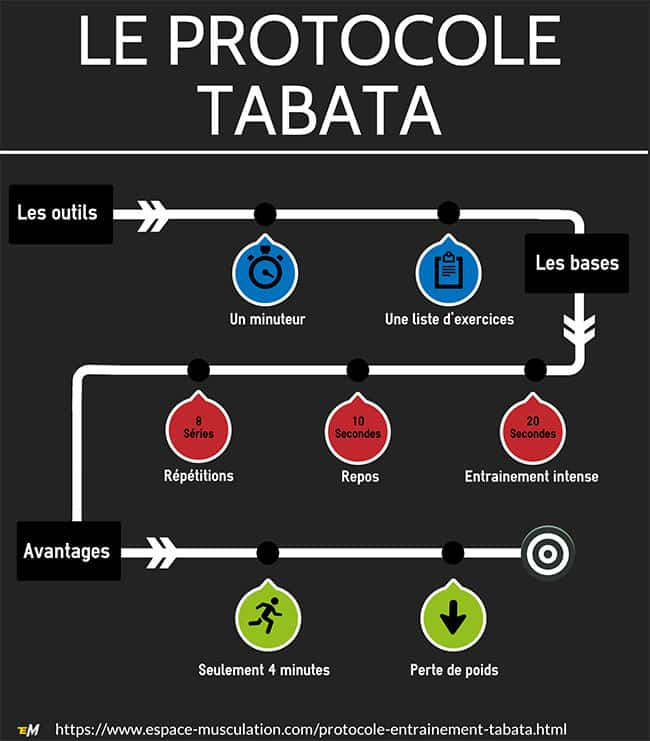 LE PROTOCOLE
TABATA
Les outils
Un minuteur
Une liste d'exercices
Les bases
20
Secondes
Entrainement intense
10
Secondes
Repos
8
Séries
Répétitions
Avantages
Seulement 4 minutes
Perte de poids
EM
https://www.espace-musculation.com/protocole-entrainement-tabata.html